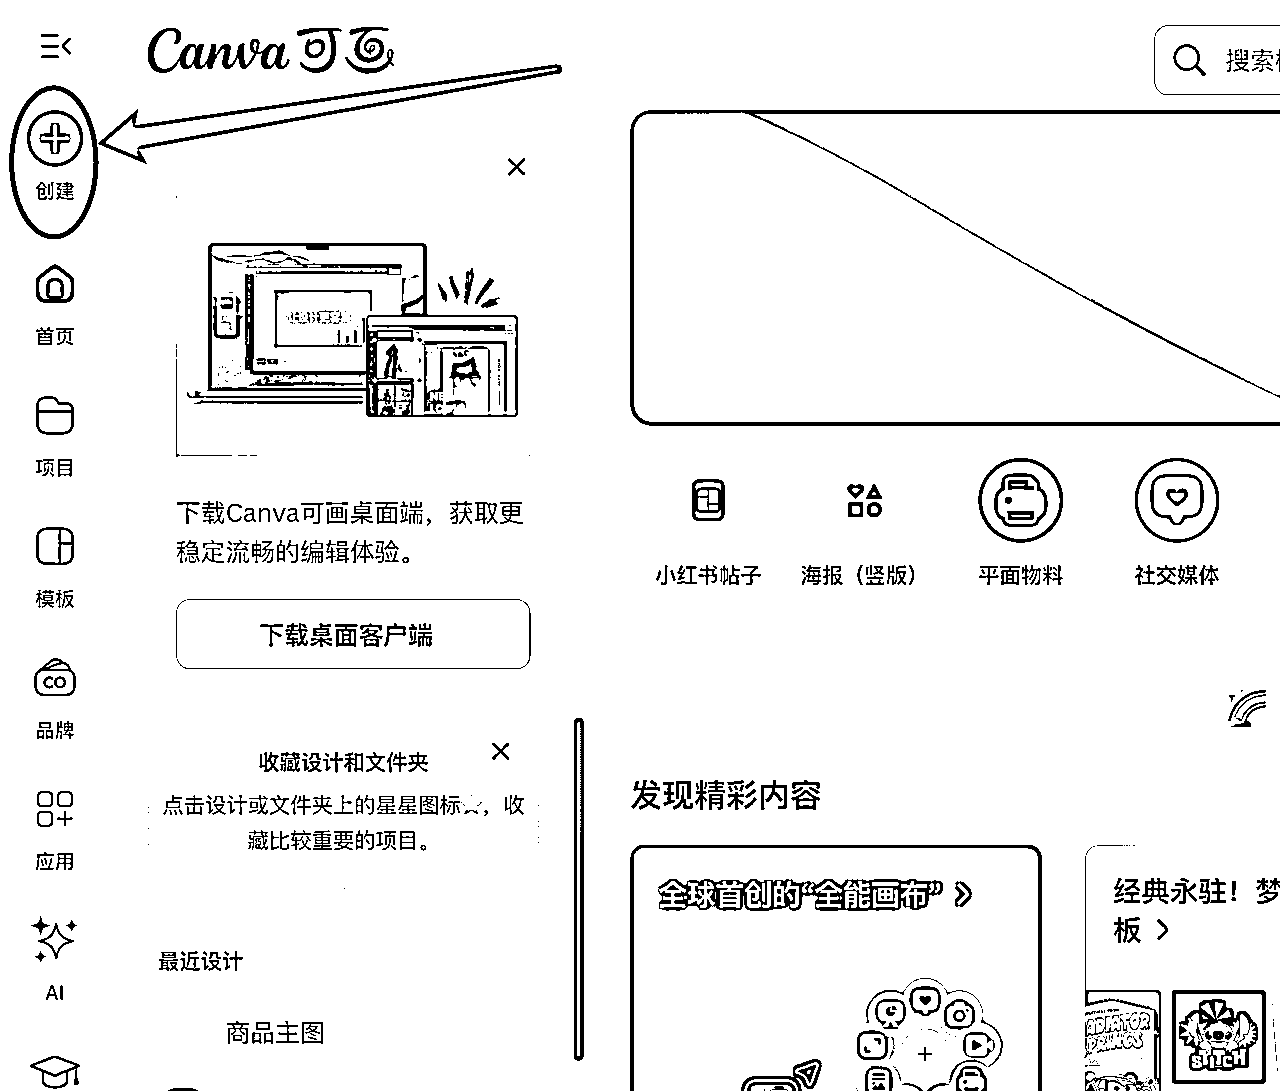 Canva可画
搜索
创建
首页
项目
模板
品牌
应用
AI
下载Canva可画桌面端，获取更
稳定流畅的编辑体验。
下载桌面客户端
收藏设计和文件夹
点击设计或文件夹上的星星图标☆，收
藏比较重要的项目。
最近设计
商品主图
小红书帖子
海报（竖版）
平面物料
社交媒体
发现精彩内容
全球首创的“全能画布”
经典永驻！梦
板
STITCH